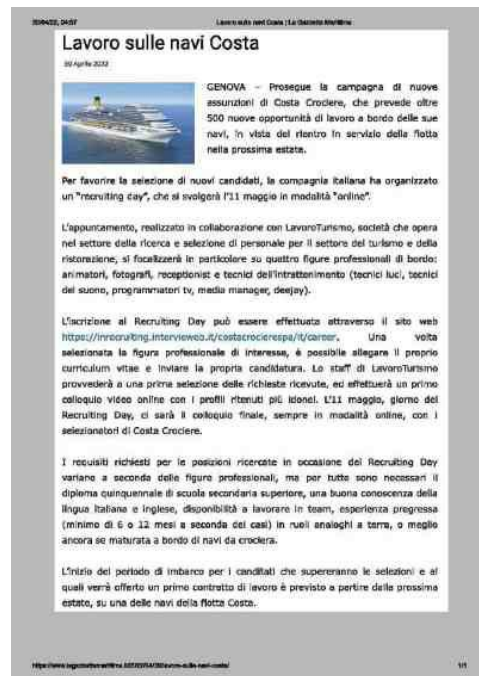 Lavoro sulle navi Costa | La Gazzetta Marittima
Lavoro sulle navi Costa
30 Aprile 2022
GENOVA – Prosegue la campagna di nuove
assunzioni di Costa Crociere, che prevede oltre
500 nuove opportunità di lavoro a bordo delle sue
navi, in vista del rientro in servizio della flotta
nella prossima estate.
Per favorire la selezione di nuovi candidati, la compagnia italiana ha organizzato
un "recruiting day", che si svolgerà l'11 maggio in modalità "online".
L'appuntamento, realizzato in collaborazione con LavoroTurismo, società che opera
nel settore della ricerca e selezione di personale per il settore del turismo e della
ristorazione, si focalizzerà in particolare su quattro figure professionali di bordo:
animatori, fotografi, receptionist e tecnici dell'intrattenimento (tecnici luci, tecnici
del suono, programmatori tv, media manager, deejay).
L'iscrizione al Recruiting Day può essere effettuata attraverso il sito web
https://inrecruiting.intervieweb.it/costacrocierespa/it/career. Una volta
selezionata la figura professionale di interesse, è possibile allegare il proprio
curriculum vitae e inviare la propria candidatura. Lo staff di LavoroTurismo
provvederà a una prima selezione delle richieste ricevute, ed effettuerà un primo
colloquio video online con i profili ritenuti più idonei. L'11 maggio, giorno del
Recruiting Day, ci sarà il colloquio finale, sempre in modalità online, con i
selezionatori di Costa Crociere.
I requisiti richiesti per le posizioni ricercate in occasione del Recruiting Day
variano a seconda delle figure professionali, ma per tutte sono necessari il
diploma quinquennale di scuola secondaria superiore, una buona conoscenza della
lingua italiana e inglese, disponibilità a lavorare in team, esperienza pregressa
(minimo di 6 o 12 mesi a seconda dei casi) in ruoli analoghi a terra, o meglio
ancora se maturata a bordo di navi da crociera.
L'inizio del periodo di imbarco per i canditati che supereranno le selezioni e ai
quali verrà offerto un primo contratto di lavoro è previsto a partire dalla prossima
estate, su una delle navi della flotta Costa.
1/1